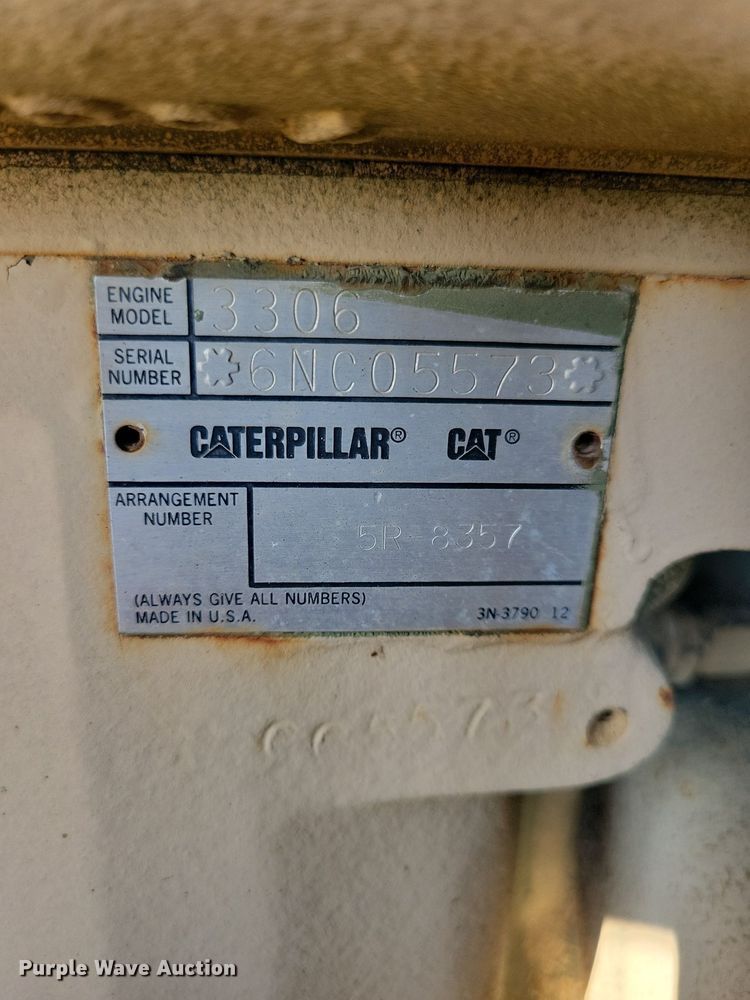 ENGINE MODEL 3306
SERIAL NUMBER *6NC05573*
CATERPILLAR® CAT®
ARRANGEMENT NUMBER
5R-8357
(ALWAYS GIVE ALL NUMBERS)
MADE IN U.S.A. 3N-3790 12
Purple Wave Auction